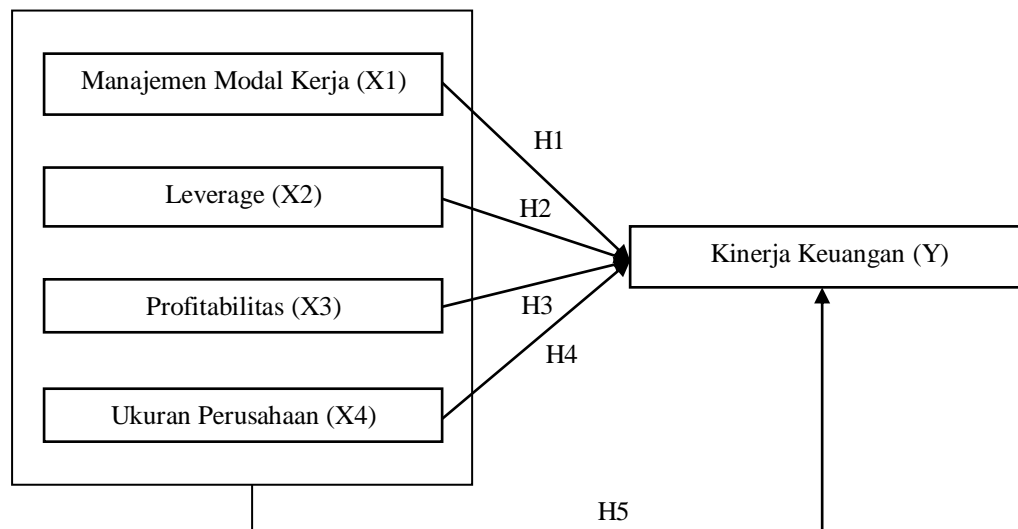 Manajemen Modal Kerja (X1)
H1
Leverage (X2)
H2
Kinerja Keuangan (Y)
Profitabilitas (X3)
H3
H4
Ukuran Perusahaan (X4)
H5